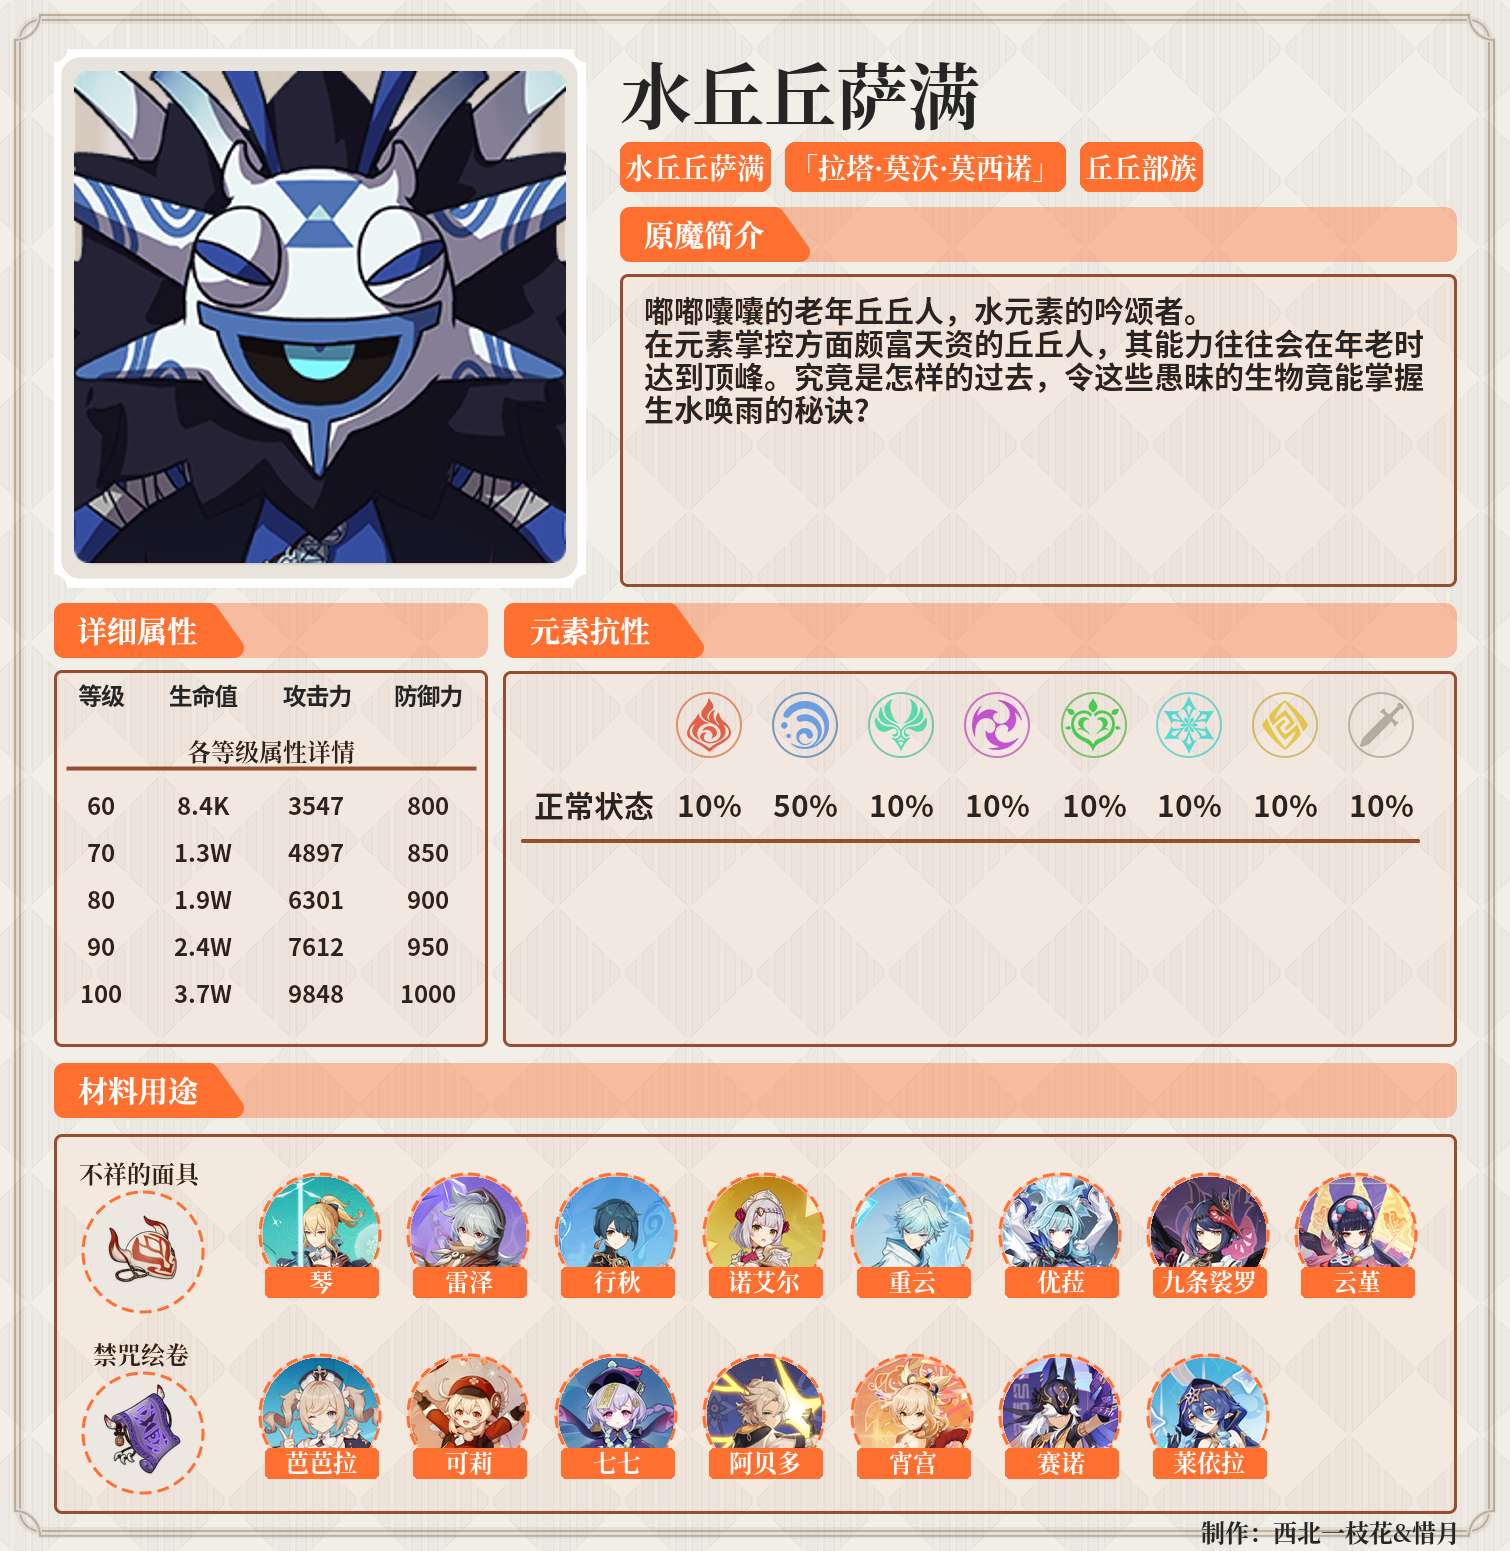 水丘丘萨满
水丘丘萨满 「拉塔·莫沃·莫西诺」 丘丘部族
原魔简介
嘟嘟囔囔的老年丘丘人，水元素的吟颂者。
在元素掌控方面颇富天资的丘丘人，其能力往往会在年老时
达到顶峰。究竟是怎样的过去，令这些愚昧的生物竟能掌握
生水唤雨的秘诀？
详细属性
等级 生命值 攻击力 防御力
各等级属性详情
60 8.4K 3547 800
70 1.3W 4897 850
80 1.9W 6301 900
90 2.4W 7612 950
100 3.7W 9848 1000
元素抗性
正常状态 10% 50% 10% 10% 10% 10% 10% 10%
材料用途
不祥的面具
琴 雷泽 行秋 诺艾尔 重云 优菈 九条裟罗 云堇
禁咒绘卷
芭芭拉 可莉 七七 阿贝多 宵宫 赛诺 莱依拉
制作：西北一枝花&惜月